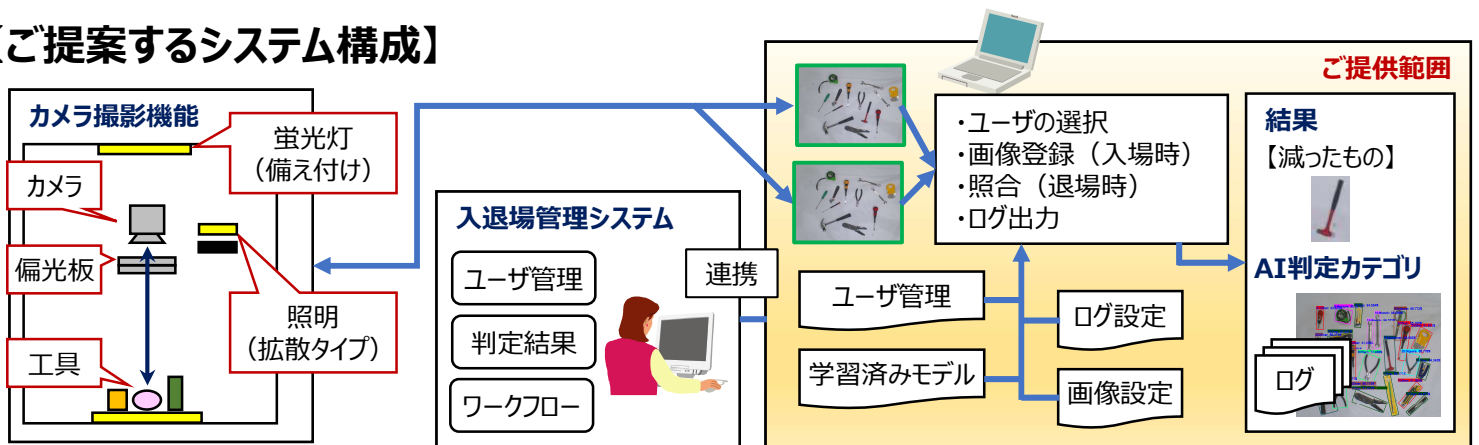 【ご提案するシステム構成】
カメラ撮影機能
蛍光灯
（備え付け）
カメラ
偏光板
照明
（拡散タイプ）
工具
入退場管理システム
ユーザ管理
判定結果
ワークフロー
連携
ご提供範囲
・ユーザの選択
・画像登録（入場時）
・照合（退場時）
・ログ出力
ユーザ管理
学習済みモデル
ログ設定
画像設定
結果
【減ったもの】
AI判定カテゴリ
ログ